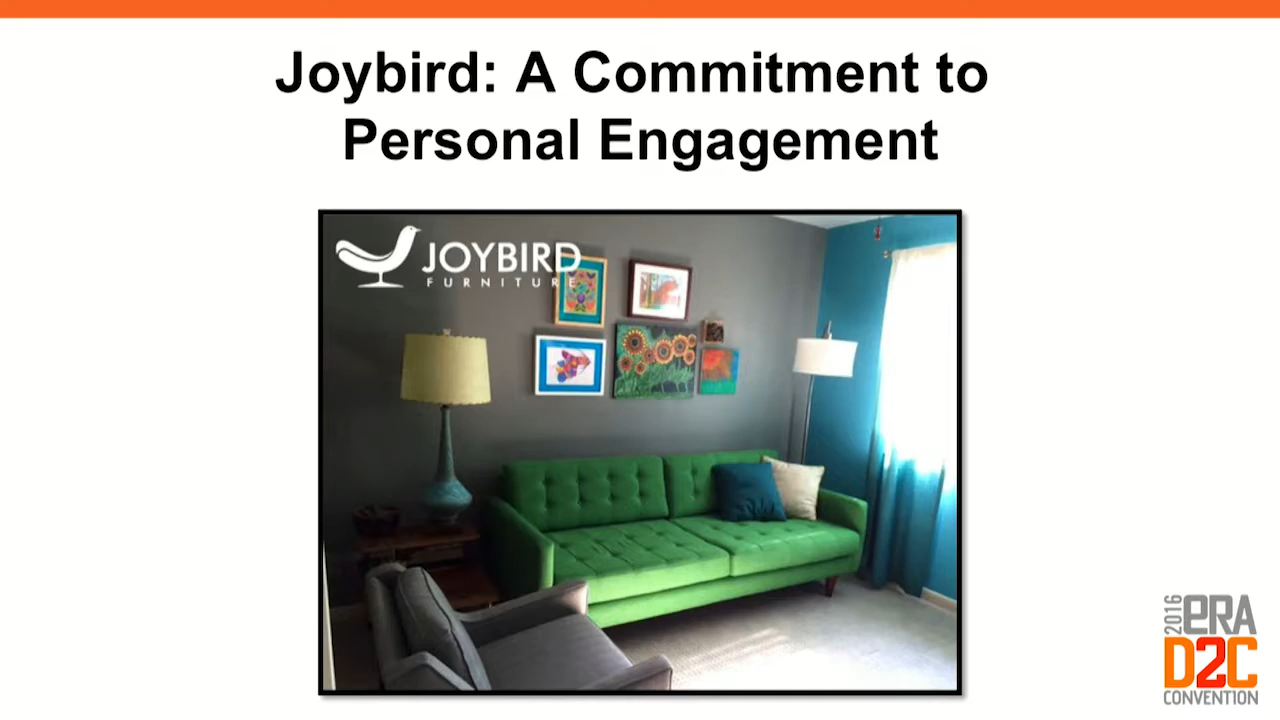 Joybird: A Commitment to
Personal Engagement
JOYBIRD
FURNITURE
2016
ERA
D2C
CONVENTION